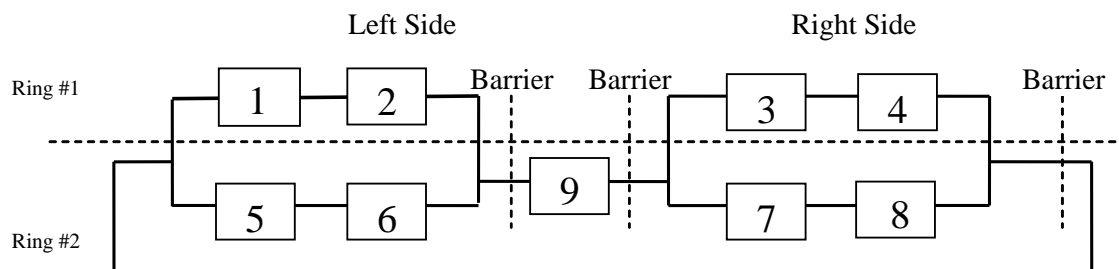 Left Side
Right Side
Ring #1
Barrier
Barrier
Barrier
1
2
3
4
9
5
6
7
8
Ring #2